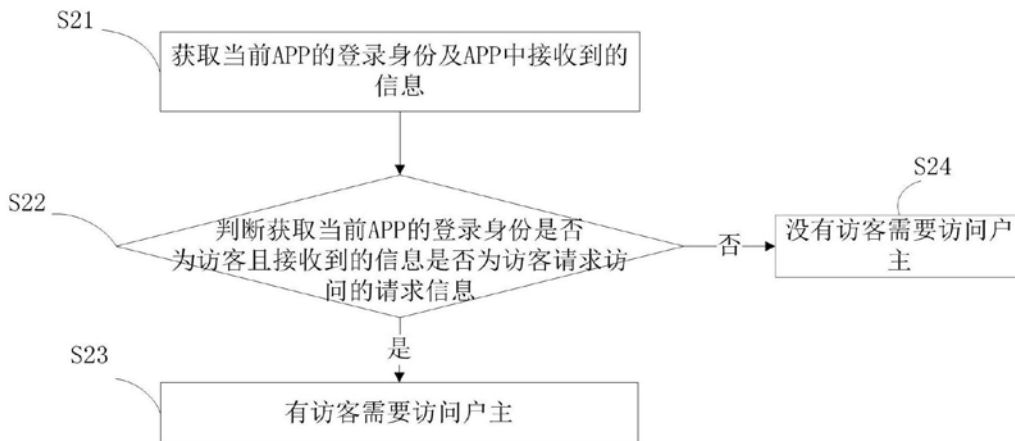 S21
获取当前APP的登录身份及APP中接收到的
信息
S22
判断获取当前APP的登录身份是否
为访客且接收到的信息是否为访客请求访
问的请求信息
否
S24
没有访客需要访问户
主
是
S23
有访客需要访问户主